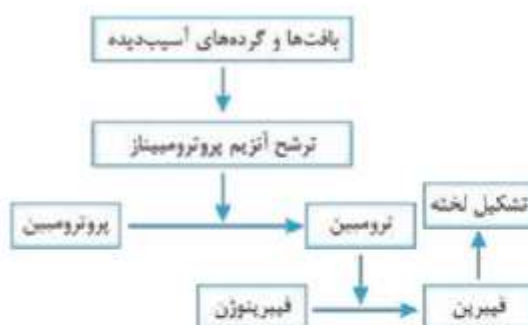 بافت‌ها و گرده‌های آسیب‌دیده
ترشح آنزیم پروترومبیناز
تشکیل لخته
پروترومبین
ترومبین
فیبرینوژن
فیبرین